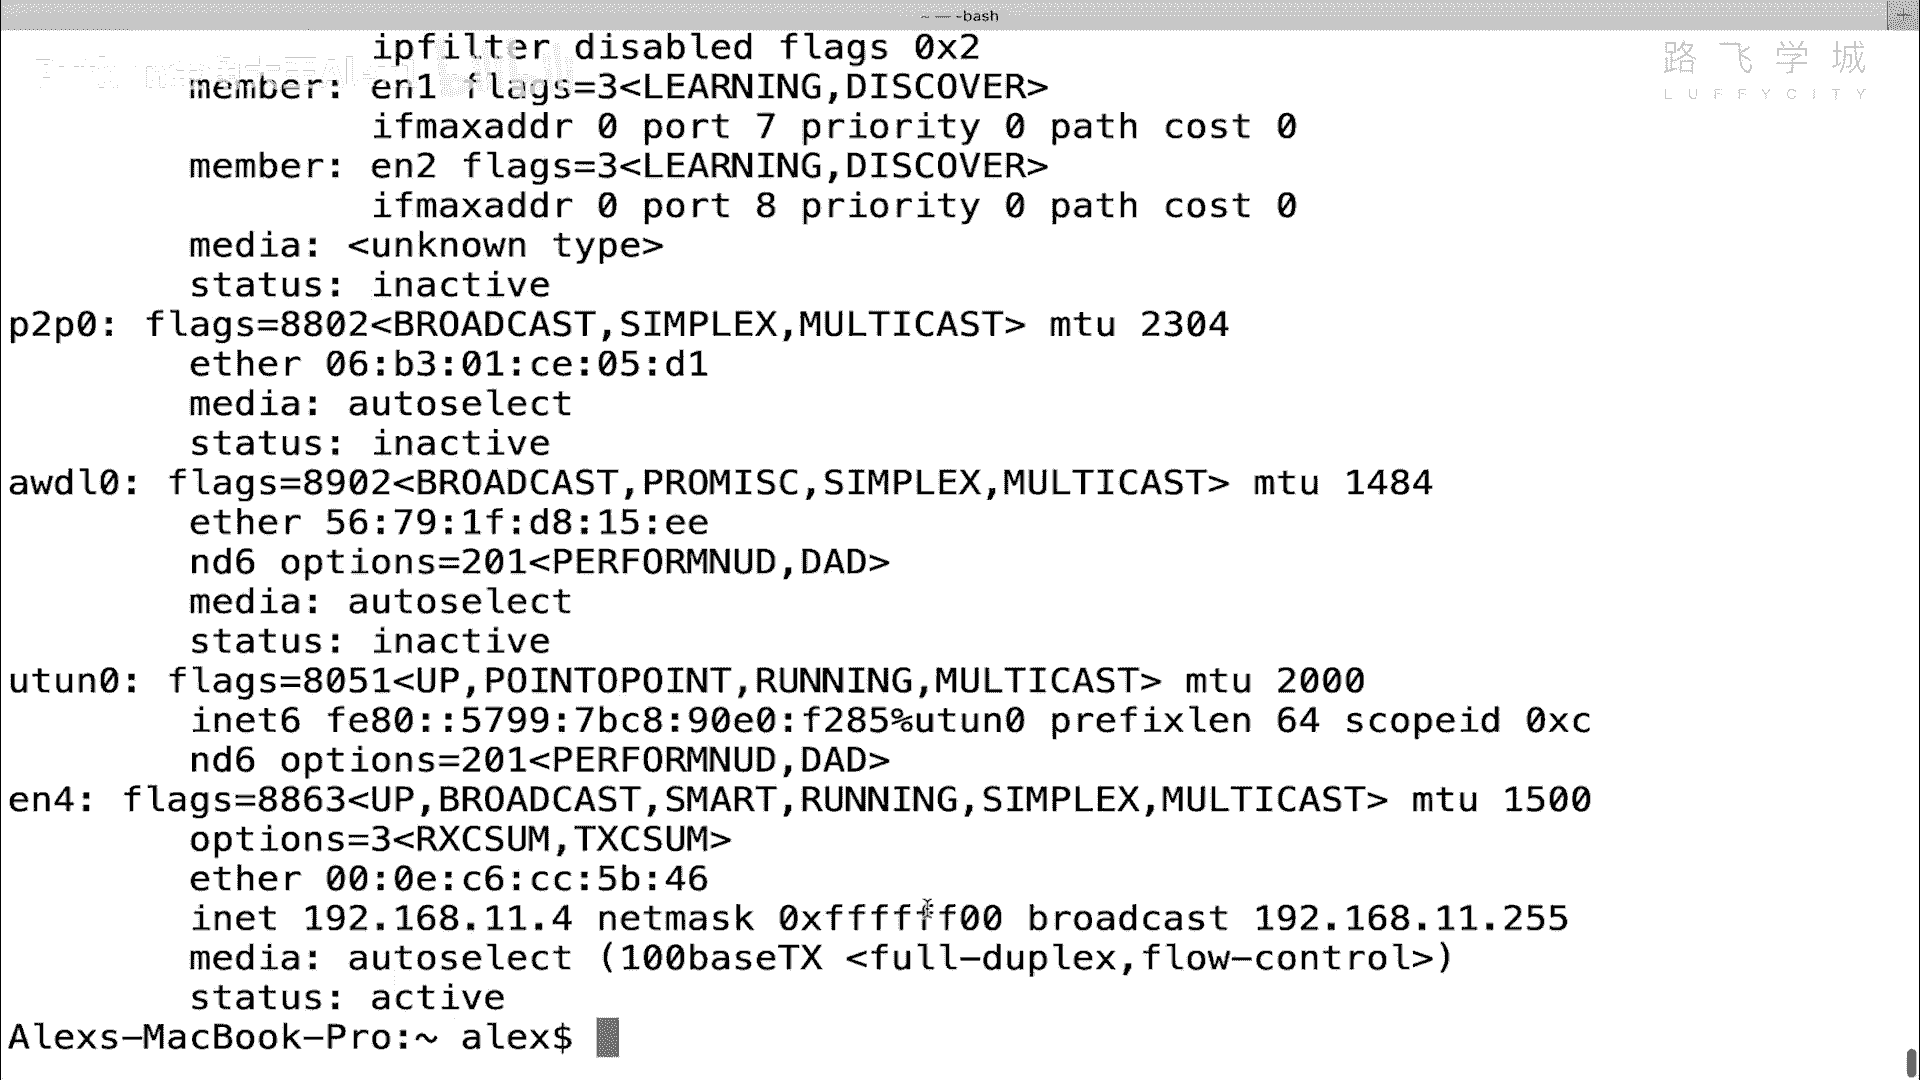 ~ — -bash
ipfilter disabled flags 0x2
路飞学城
member: en1 flags=3<LEARNING,DISCOVER>
LUFFYCITY
ifmaxaddr 0 port 7 priority 0 path cost 0
member: en2 flags=3<LEARNING,DISCOVER>
ifmaxaddr 0 port 8 priority 0 path cost 0
media: <unknown type>
status: inactive
p2p0: flags=8802<BROADCAST,SIMPLEX,MULTICAST> mtu 2304
ether 06:b3:01:ce:05:d1
media: autoselect
status: inactive
awdl0: flags=8902<BROADCAST,PROMISC,SIMPLEX,MULTICAST> mtu 1484
ether 56:79:1f:d8:15:ee
nd6 options=201<PERFORMNUD,DAD>
media: autoselect
status: inactive
utun0: flags=8051<UP,POINTOPOINT,RUNNING,MULTICAST> mtu 2000
inet6 fe80::5799:7bc8:90e0:f285%utun0 prefixlen 64 scopeid 0xc
nd6 options=201<PERFORMNUD,DAD>
en4: flags=8863<UP,BROADCAST,SMART,RUNNING,SIMPLEX,MULTICAST> mtu 1500
options=3<RXCSUM,TXCSUM>
ether 00:0e:c6:cc:5b:46
inet 192.168.11.4 netmask 0xffffff00 broadcast 192.168.11.255
media: autoselect (100baseTX <full-duplex,flow-control>)
status: active
Alexs-MacBook-Pro:~ alex$